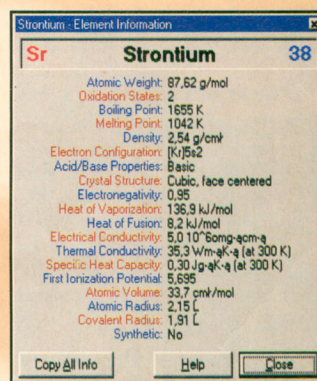 Strontium - Element Information
Sr Strontium 38
Atomic Weight: 87,62 g/mol
Oxidation States: 2
Boiling Point: 1655 K
Melting Point: 1042 K
Density: 2,54 g/cmł
Electron Configuration: [Kr]5s2
Acid/Base Properties: Basic
Crystal Structure: Cubic, face centered
Electronegativity: 0,95
Heat of Vaporization: 136,9 kJ/mol
Heat of Fusion: 8,2 kJ/mol
Electrical Conductivity: 5,0 10^6omg-ącm-ą
Thermal Conductivity: 35,3 Wm-ąK-ą (at 300 K)
Specific Heat Capacity: 0,30 Jg-ąK-ą (at 300 K)
First Ionization Potential: 5,695
Atomic Volume: 33,7 cmł/mol
Atomic Radius: 2,15 Ĺ
Covalent Radius: 1,91 Ĺ
Synthetic: No
Copy All Info Help Close